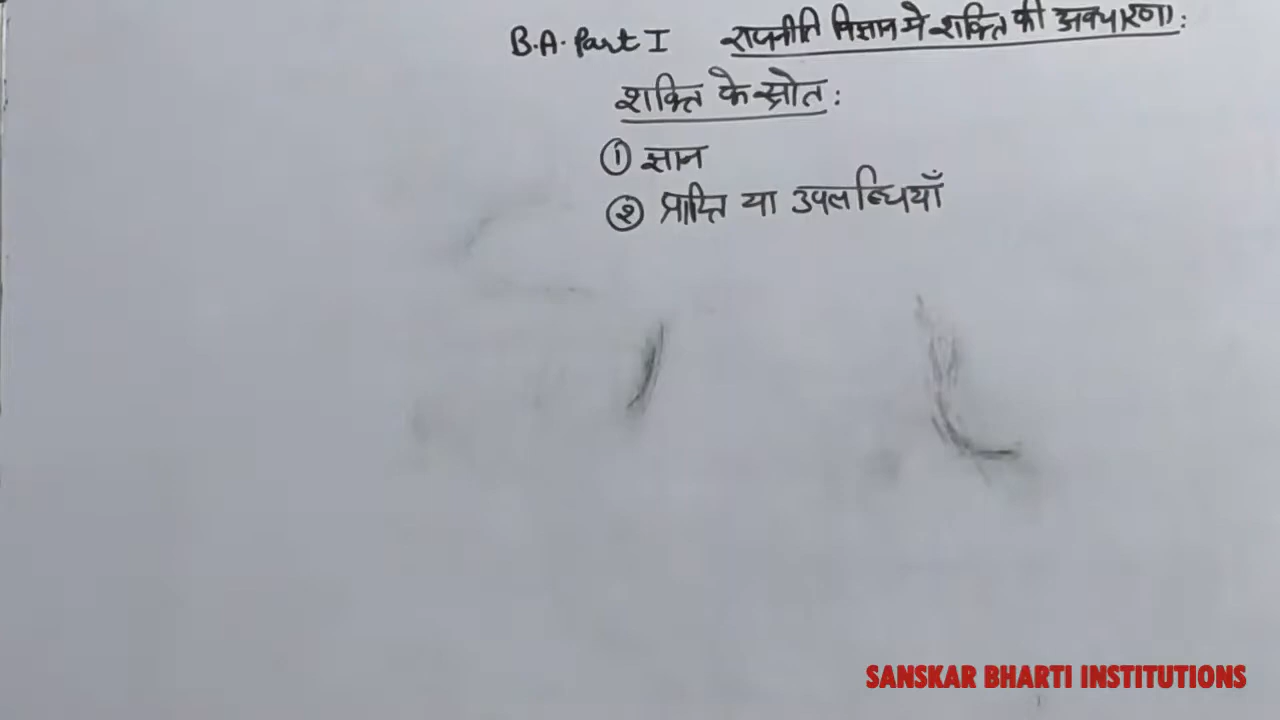 B.A. Part I राजनीति विज्ञान मे शक्ति की अवधारणा:
शक्ति के स्रोत:
① ज्ञान
② प्राप्ति या उपलब्धियाँ
SANSKAR BHARTI INSTITUTIONS